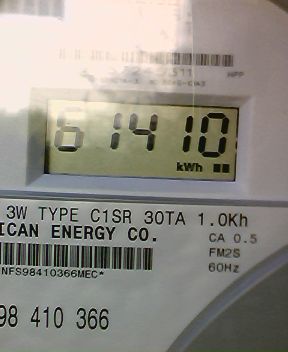 61410
kWh
3W TYPE C1SR 30TA 1.0Kh
ICAN ENERGY CO.
CA 0.5
FM2S
NFS98410366MEC*
60Hz
98 410 366